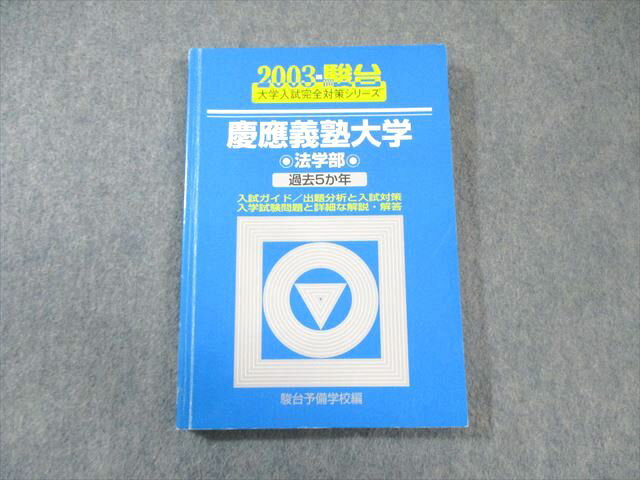 2003-駿台
大学入試完全対策シリーズ
慶應義塾大学
◉法学部◉
過去5か年
入試ガイド/出題分析と入試対策
入学試験問題と詳細な解説・解答
駿台予備学校編